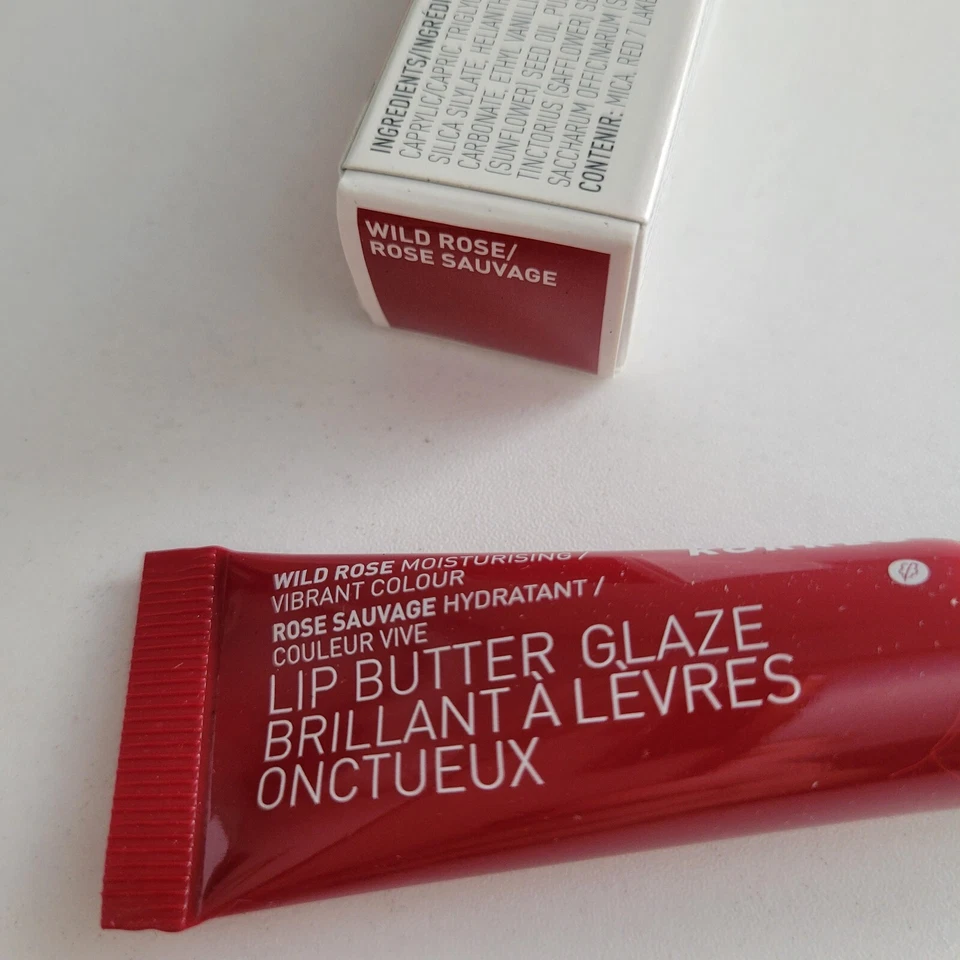 INGREDIENTS/INGRÉDI
CAPRYLIC/CAPRIC TRIGLY
SILICA SILYLATE, HELIANTH
CARBONATE, ETHYL VANILLI
(SUNFLOWER) SEED OIL, PU
TINCTORIUS (SAFFLOWER) SE
SACCHARUM OFFICINARUM (S
CONTENIR: MICA, RED 7 LAKE
WILD ROSE/
ROSE SAUVAGE
WILD ROSE MOISTURISING /
VIBRANT COLOUR
ROSE SAUVAGE HYDRATANT /
COULEUR VIVE
LIP BUTTER GLAZE
BRILLANT À LÈVRES
ONCTUEUX